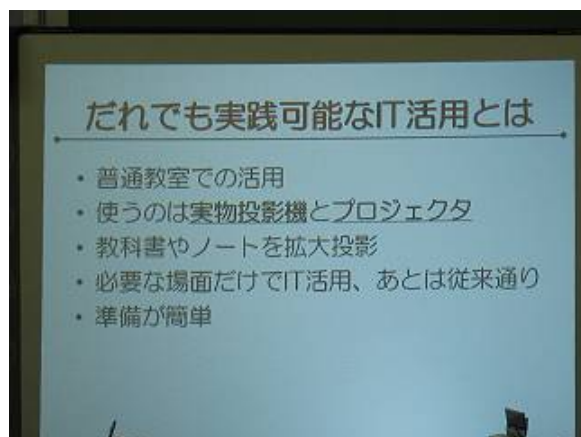 だれでも実践可能なIT活用とは
・普通教室での活用
・使うのは実物投影機とプロジェクタ
・教科書やノートを拡大投影
・必要な場面だけでIT活用、あとは従来通り
・準備が簡単